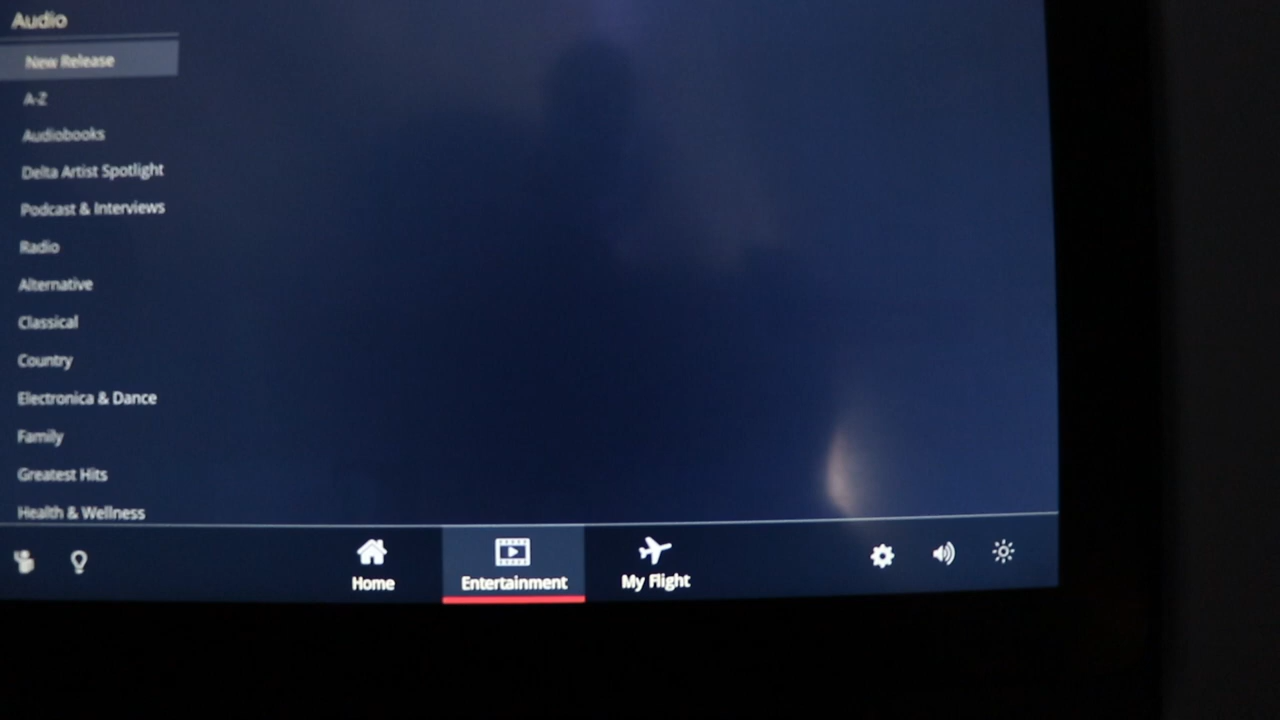 Audio
New Release
A-Z
Audiobooks
Delta Artist Spotlight
Podcast & Interviews
Radio
Alternative
Classical
Country
Electronica & Dance
Family
Greatest Hits
Health & Wellness
Home
Entertainment
My Flight